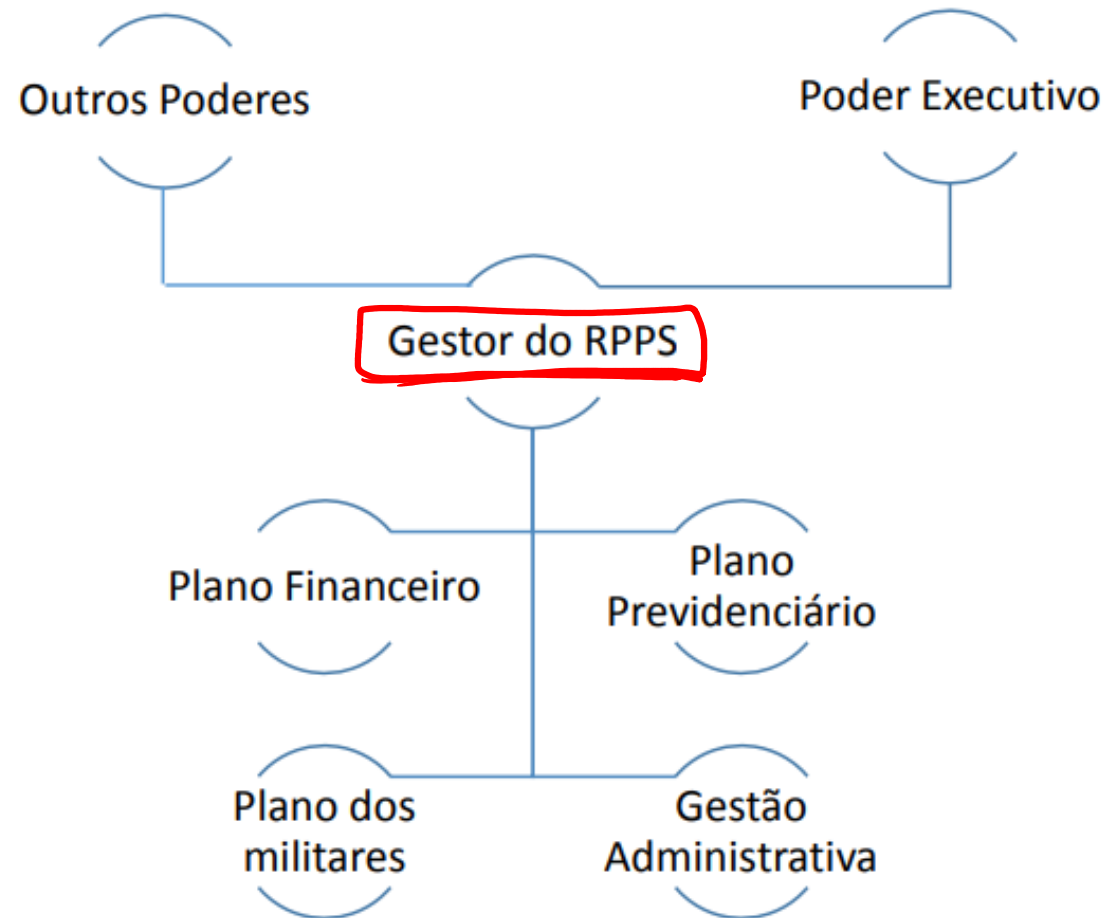 Outros Poderes
Poder Executivo
Gestor do RPPS
Plano Financeiro
Plano
Previdenciário
Plano dos
militares
Gestão
Administrativa